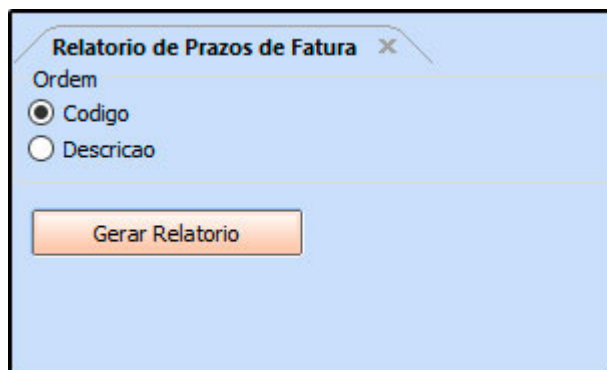 Relatorio de Prazos de Fatura
Ordem
Codigo
Descricao
Gerar Relatorio